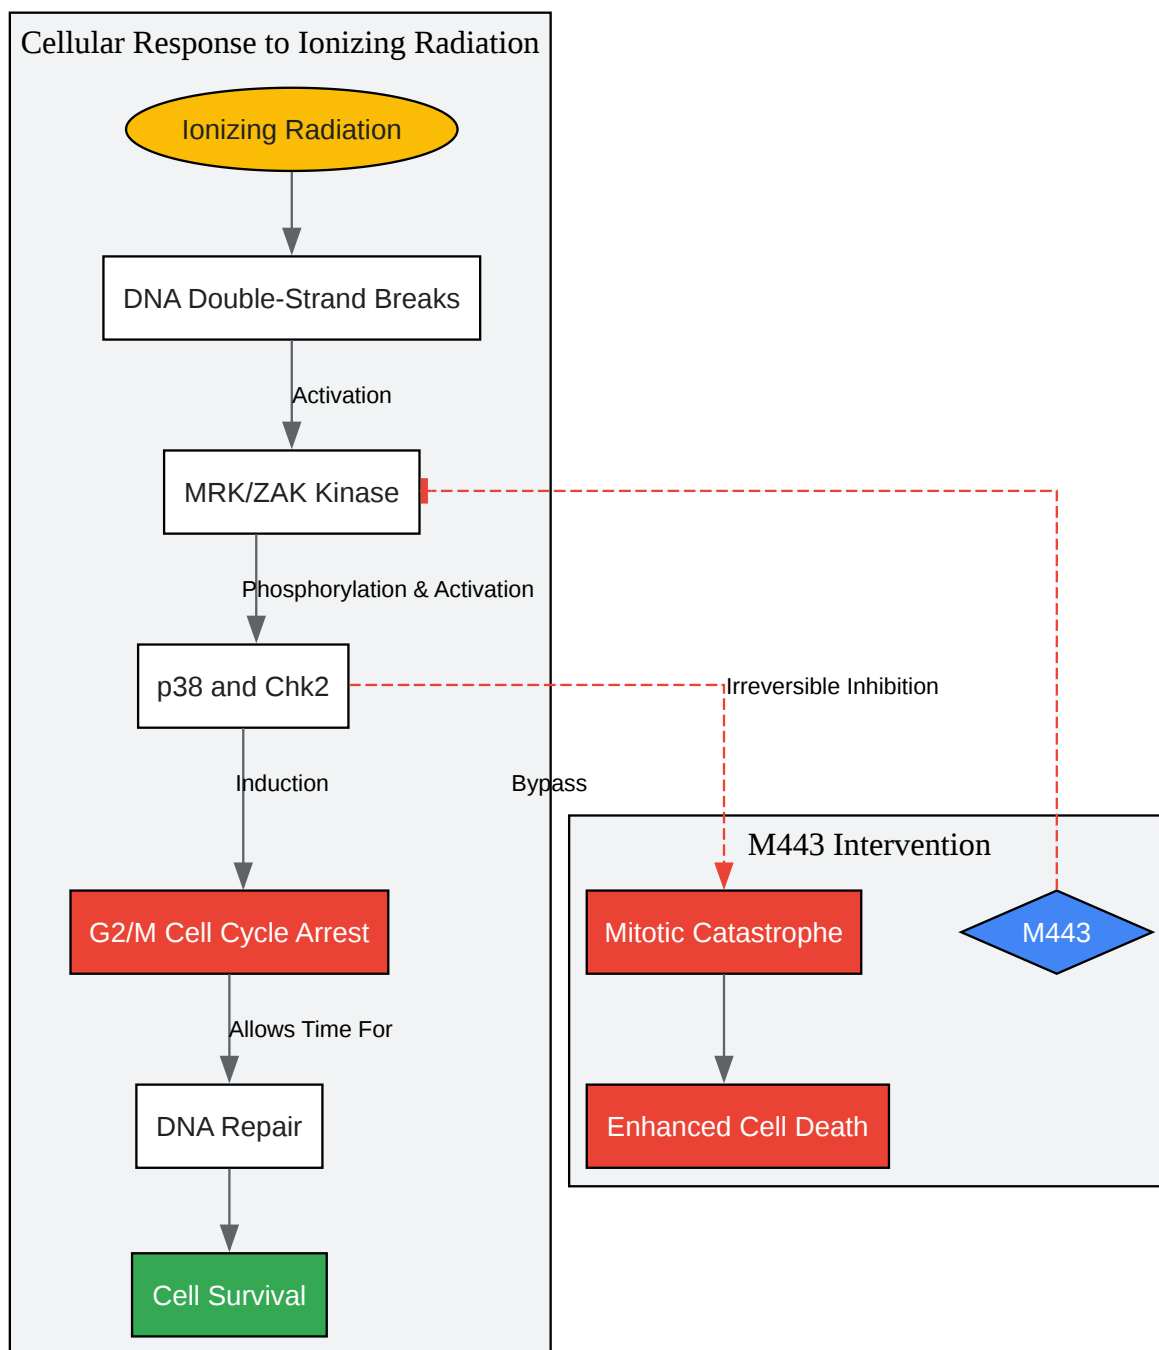 Cellular Response to Ionizing Radiation
Ionizing Radiation
DNA Double-Strand Breaks
Activation
MRK/ZAK Kinase
Phosphorylation & Activation
p38 and Chk2
Irreversible Inhibition
Induction
Bypass
M443 Intervention
G2/M Cell Cycle Arrest
Mitotic Catastrophe
M443
Allows Time For
DNA Repair
Enhanced Cell Death
Cell Survival